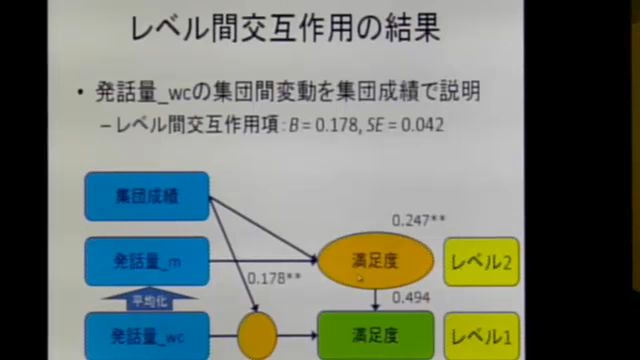 レベル間交互作用の結果
• 発話量_wcの集団間変動を集団成績で説明
–レベル間交互作用項：B = 0.178, SE = 0.042
集団成績
0.247**
発話量_m
満足度
レベル2
0.178**
平均化
0.494
発話量_wc
満足度
レベル1